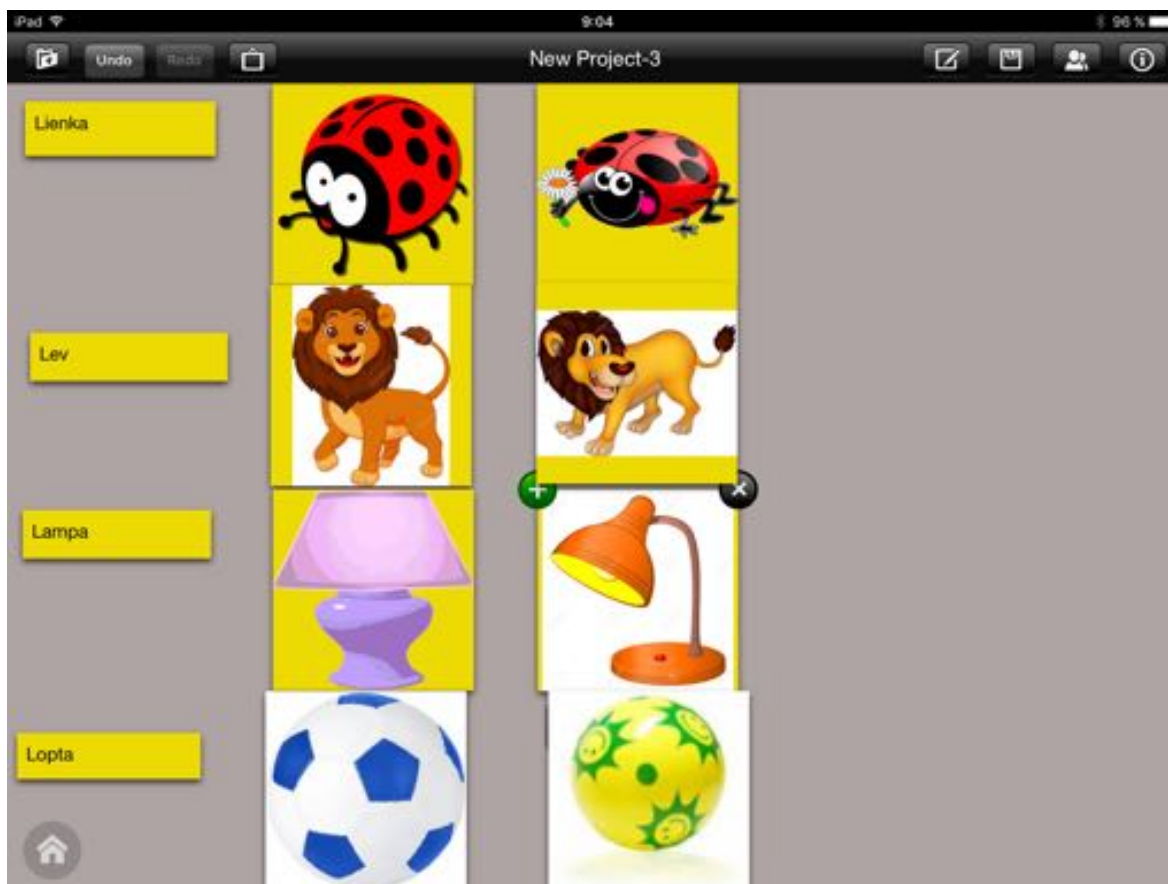 iPad 9:04 96 %
Undo Redo New Project-3
Lienka
Lev
Lampa
Lopta